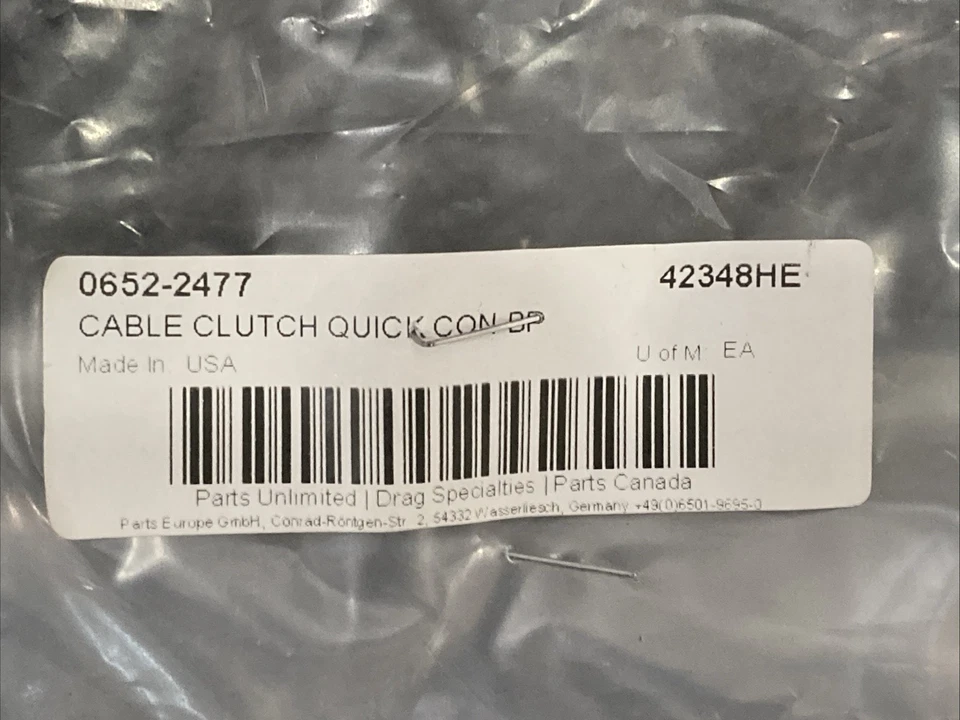 0652-2477 42348HE
CABLE CLUTCH QUICK CON BP
Made In USA U of M EA
Parts Unlimited | Drag Specialties | Parts Canada
Parts Europe GmbH, Conrad-Röntgen-Str. 2, 54332 Wasserliesch, Germany +49(0)6501-9695-0